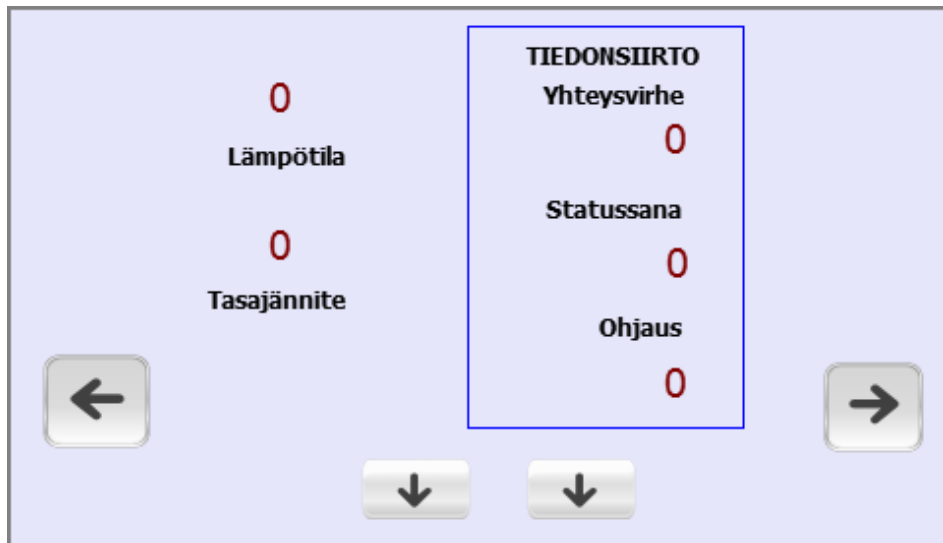 0
Lämpötila
0
Tasajännite
TIEDONSIIRTO
Yhteysvirhe
0
Statussana
0
Ohjaus
0